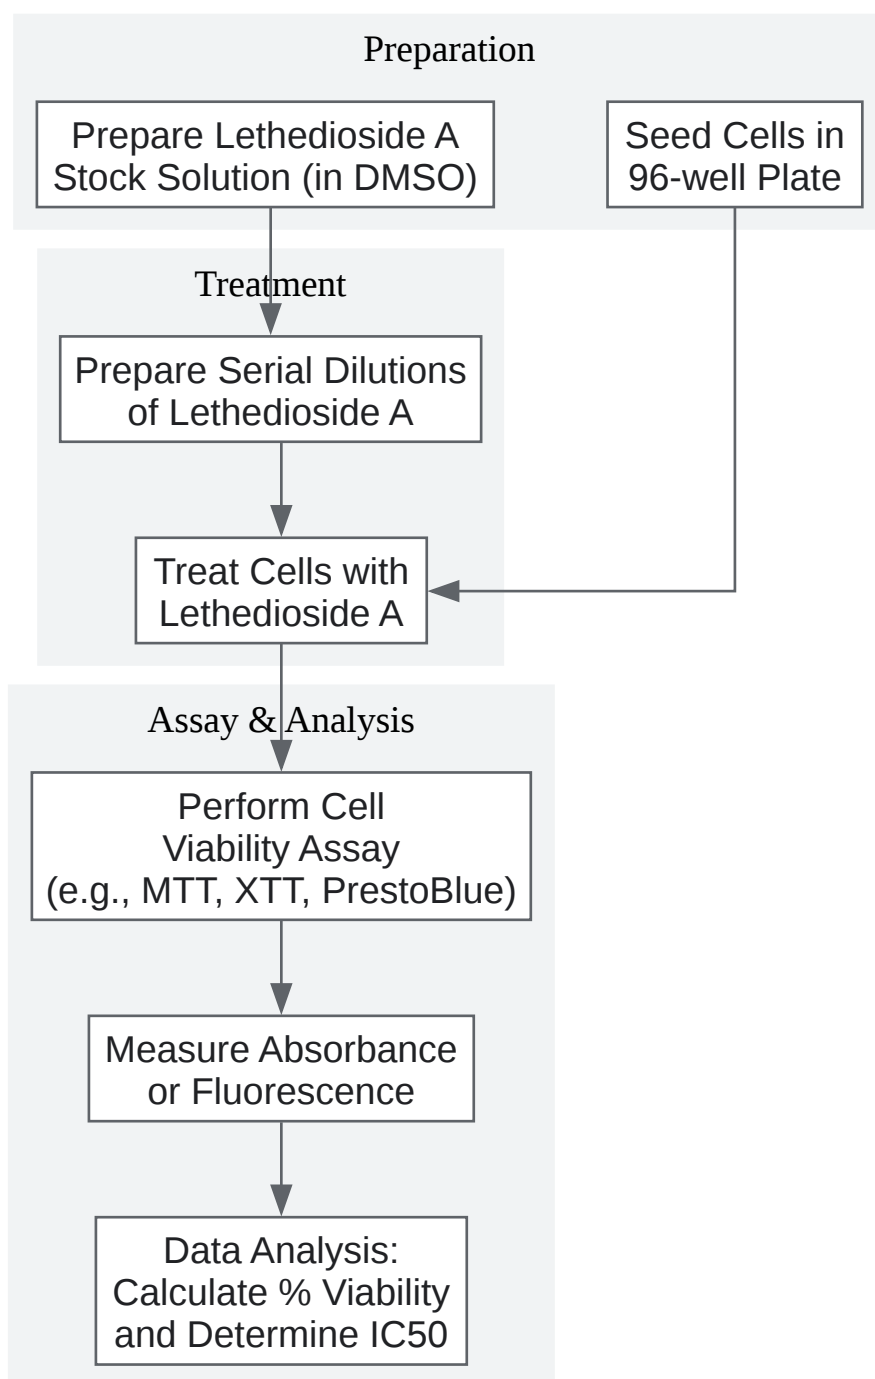 Preparation
Prepare Lethedioside A
Stock Solution (in DMSO)
Seed Cells in
96-well Plate
Treatment
Prepare Serial Dilutions
of Lethedioside A
Treat Cells with
Lethedioside A
Assay & Analysis
Perform Cell
Viability Assay
(e.g., MTT, XTT, PrestoBlue)
Measure Absorbance
or Fluorescence
Data Analysis:
Calculate % Viability
and Determine IC50